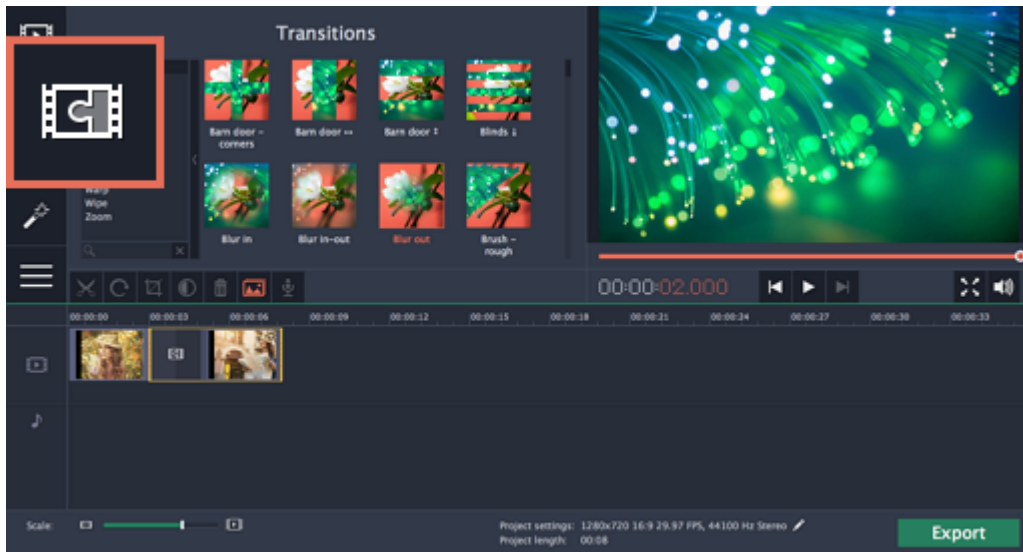 Transitions
Barn door –
corners
Barn door ↔
Barn door ↕
Blinds ↓
Warp
Wipe
Zoom
Blur in
Blur in-out
Blur out
Brush –
rough
00:00:02.000
00:00:00 00:00:03 00:00:06 00:00:09 00:00:12 00:00:15 00:00:18 00:00:21 00:00:24 00:00:27 00:00:30 00:00:33
Scale:
Project settings: 1280x720 16:9 29.97 FPS, 44100 Hz Stereo
Project length: 00:08
Export